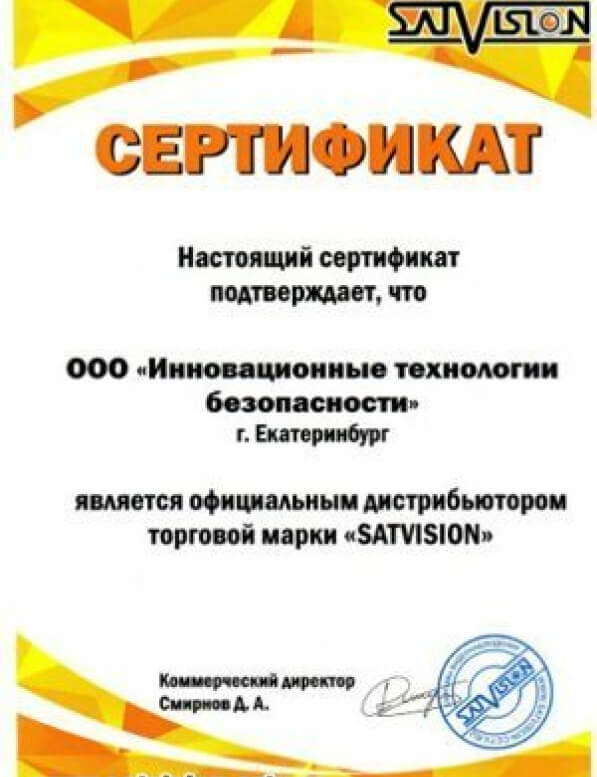 SATVISION
СЕРТИФИКАТ
Настоящий сертификат
подтверждает, что
ООО «Инновационные технологии
безопасности»
г. Екатеринбург
является официальным дистрибьютором
торговой марки «SATVISION»
Коммерческий директор
Смирнов Д. А.
SATVISION